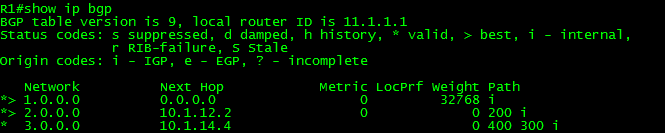 R1#show ip bgp
BGP table version is 9, local router ID is 11.1.1.1
Status codes: s suppressed, d damped, h history, * valid, > best, i - internal,
              r RIB-failure, S Stale
Origin codes: i - IGP, e - EGP, ? - incomplete
   Network          Next Hop            Metric LocPrf Weight Path
*> 1.0.0.0          0.0.0.0                  0         32768 i
*> 2.0.0.0          10.1.12.2                0             0 200 i
*  3.0.0.0          10.1.14.4                              0 400 300 i